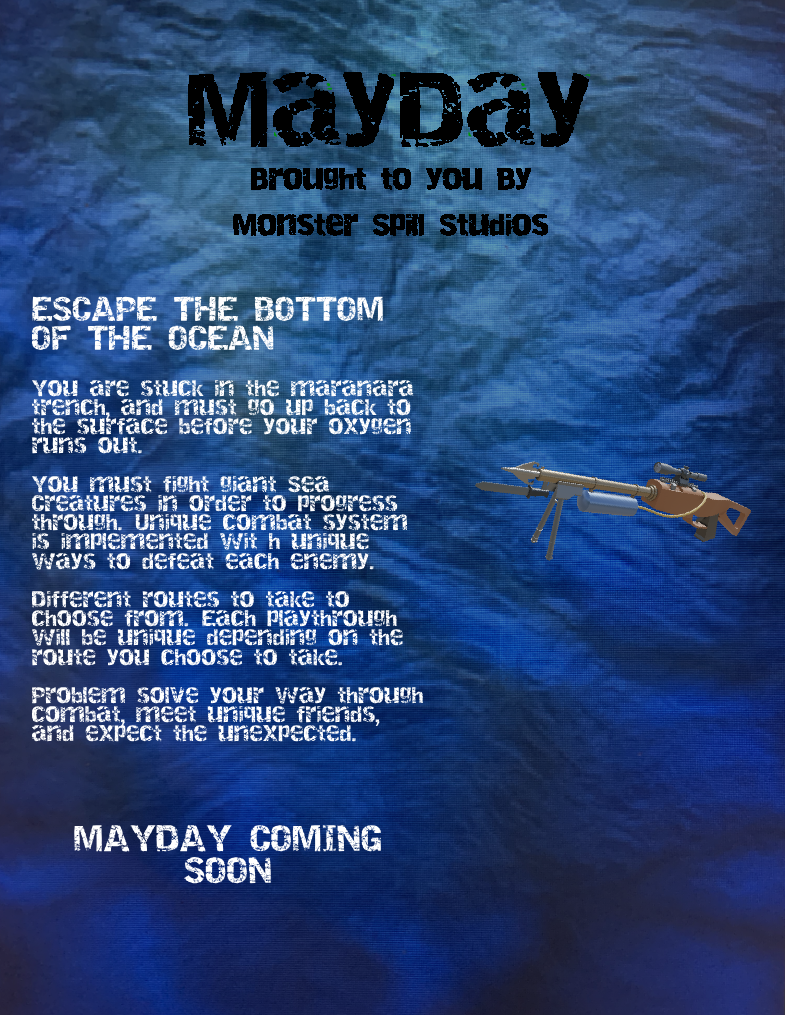 MayDay
Brought to you By
Monster Spill Studios
ESCAPE THE BOTTOM
OF THE OCEAN
You are stuck in the maranara
trench, and must go up back to
the surface before your oxygen
runs out.
You must fight giant sea
creatures in order to progress
through. Unique combat system
is implemented wit h unique
ways to defeat each enemy.
Different routes to take to
choose from. Each playthrough
will be unique depending on the
route you choose to take.
Problem solve your way through
combat, meet unique friends,
and expect the unexpected.
MAYDAY COMING
SOON